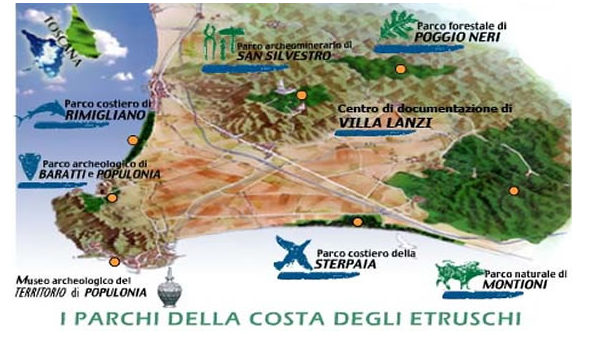 TOSCANA
Parco forestale di
POGGIO NERI
Parco archeominerario di
SAN SILVESTRO
Parco costiero di
RIMIGLIANO
Centro di documentazione di
VILLA LANZI
Parco archeologico di
BARATTI e POPULONIA
Parco costiero della
STERPAIA
Parco naturale di
MONTIONI
Museo archeologico del
TERRITORIO di POPULONIA
I PARCHI DELLA COSTA DEGLI ETRUSCHI